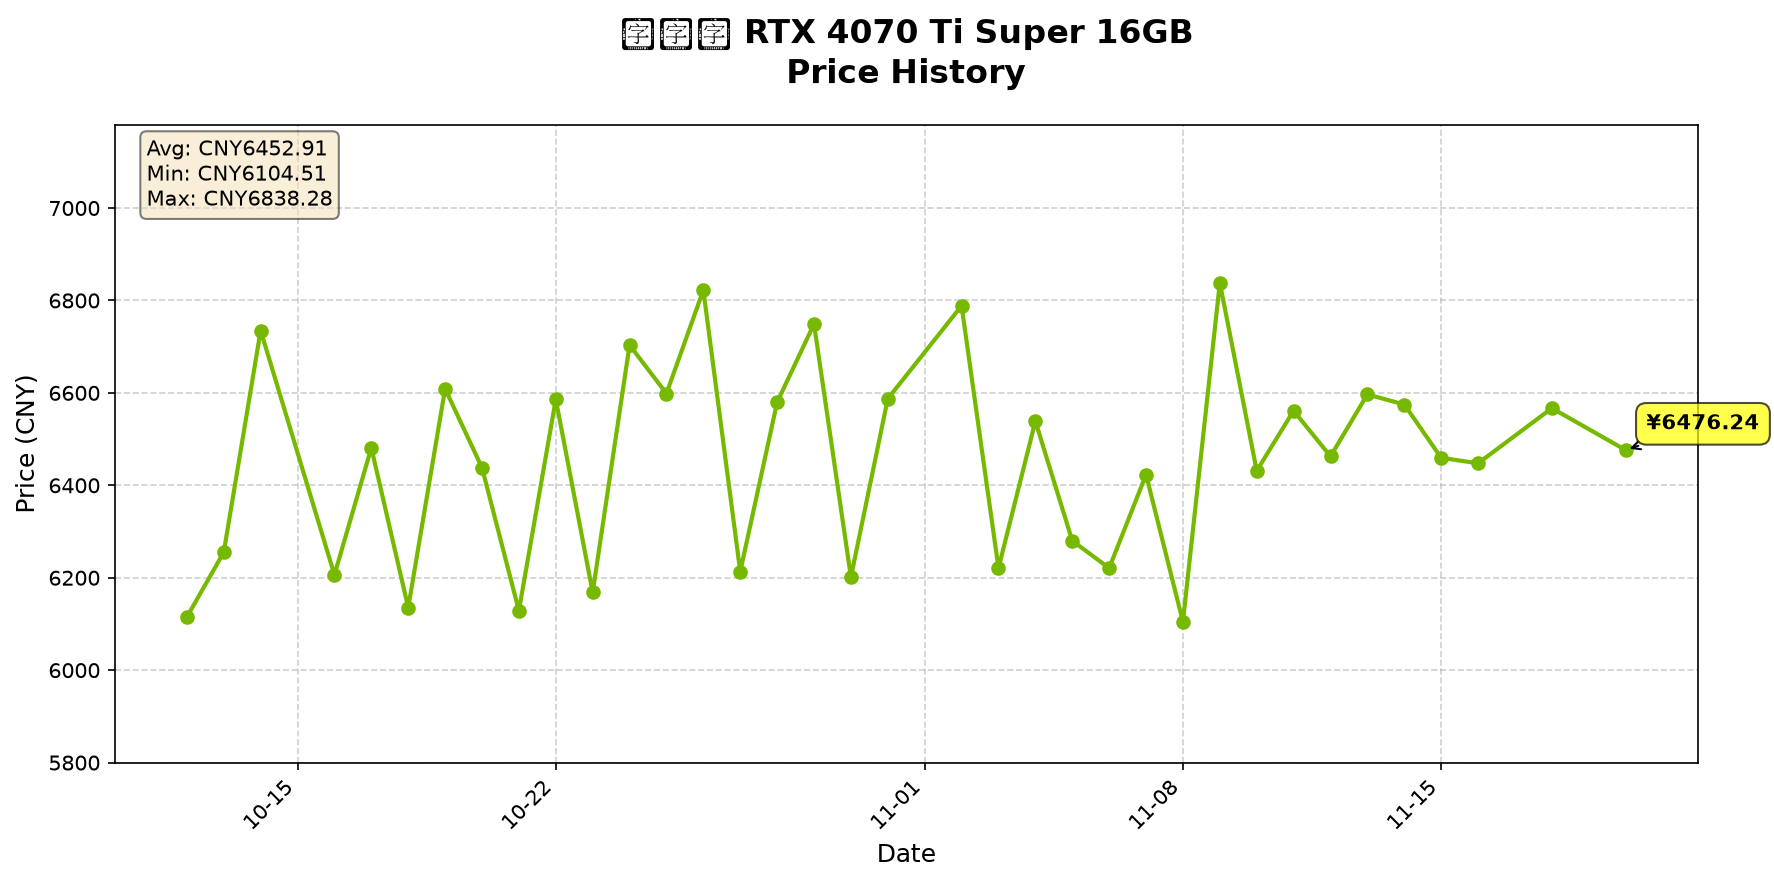 RTX 4070 Ti Super 16GB
Price History
Avg: CNY6452.91
Min: CNY6104.51
Max: CNY6838.28
7000
6800
6600
6400
6200
6000
5800
Price (CNY)
¥6476.24
10-15
10-22
11-01
11-08
11-15
Date